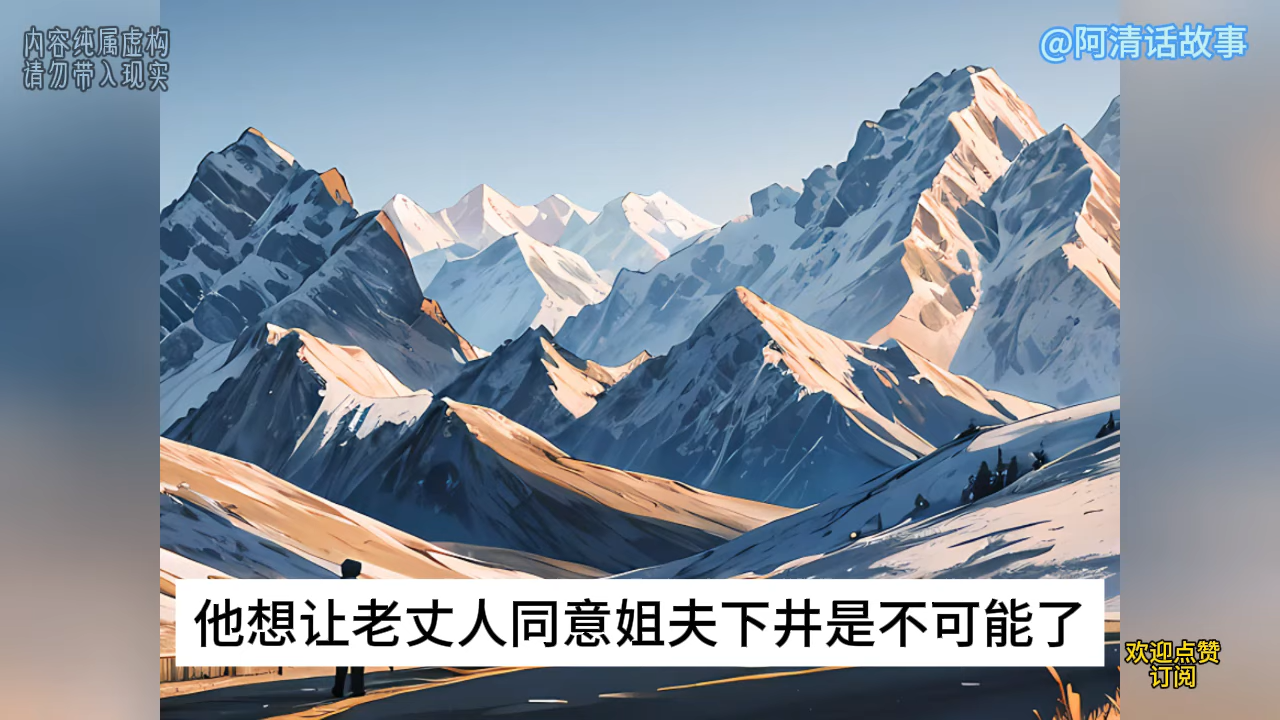 内容纯属虚构
请勿带入现实
@阿清话故事
他想让老丈人同意姐夫下井是不可能了
欢迎点赞
订阅